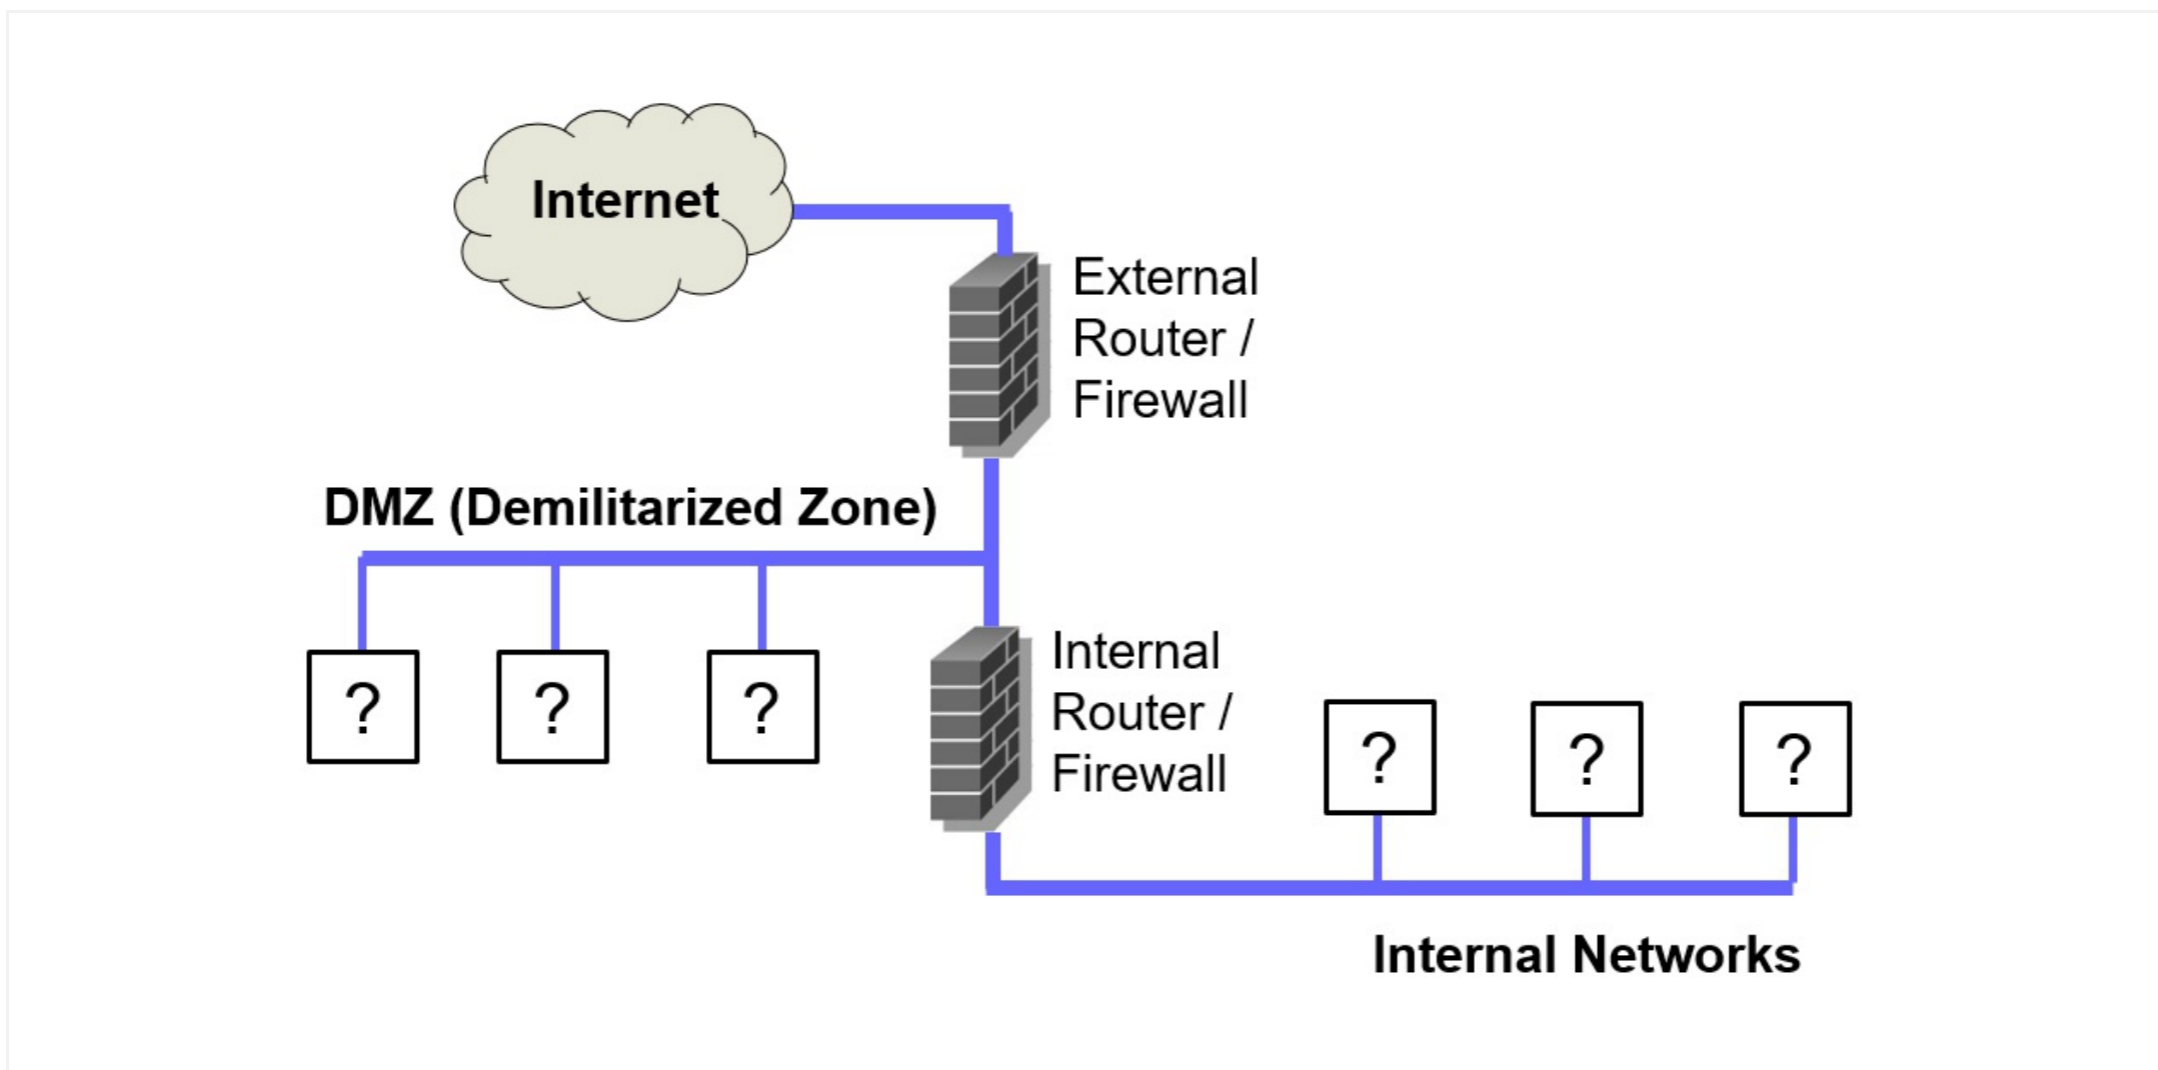 Internet
External
Router /
Firewall
DMZ (Demilitarized Zone)
? ? ?
Internal
Router /
Firewall
? ? ?
Internal Networks